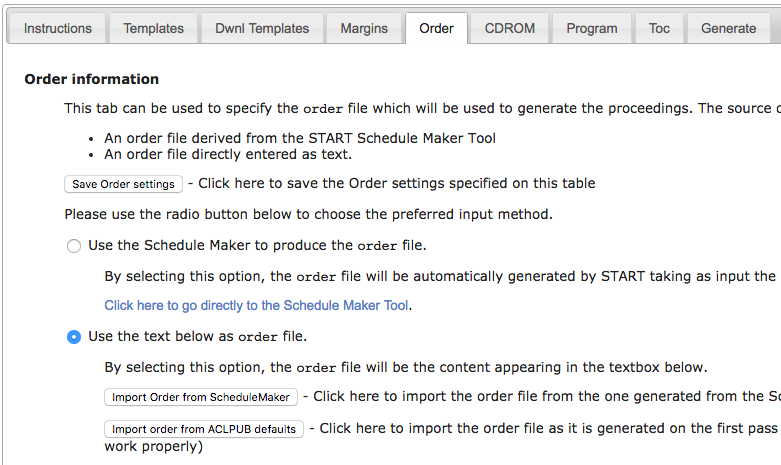 Instructions Templates Dwnl Templates Margins Order CDROM Program Toc Generate
Order information
This tab can be used to specify the order file which will be used to generate the proceedings. The source
• An order file derived from the START Schedule Maker Tool
• An order file directly entered as text.
Save Order settings - Click here to save the Order settings specified on this table
Please use the radio button below to choose the preferred input method.
Use the Schedule Maker to produce the order file.
By selecting this option, the order file will be automatically generated by START taking as input the
Click here to go directly to the Schedule Maker Tool.
Use the text below as order file.
By selecting this option, the order file will be the content appearing in the textbox below.
Import Order from ScheduleMaker - Click here to import the order file from the one generated from the
Import order from ACLPUB defaults - Click here to import the order file as it is generated on the first pass
work properly)